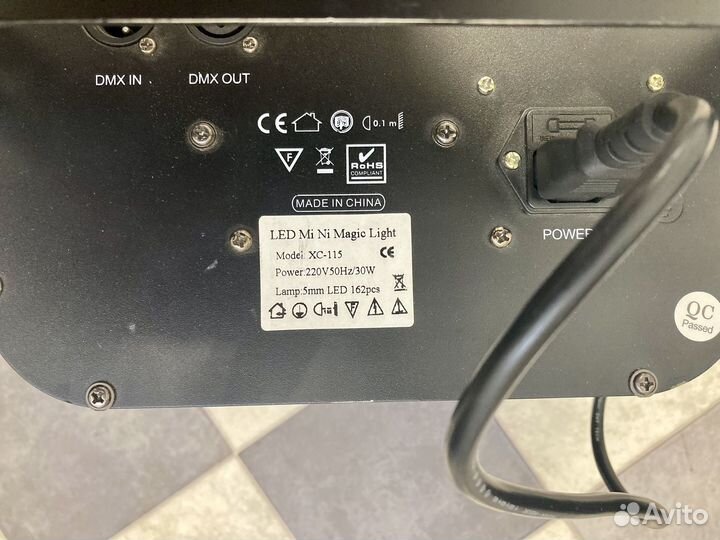 DMX IN DMX OUT
CE 0.1 m
F RoHS
COMPLIANT
MADE IN CHINA
POWER
LED Mi Ni Magic Light
Model: XC-115 CE
Power:220V50Hz/30W
Lamp:5mm LED 162pcs
F
QC
Passed
Avito